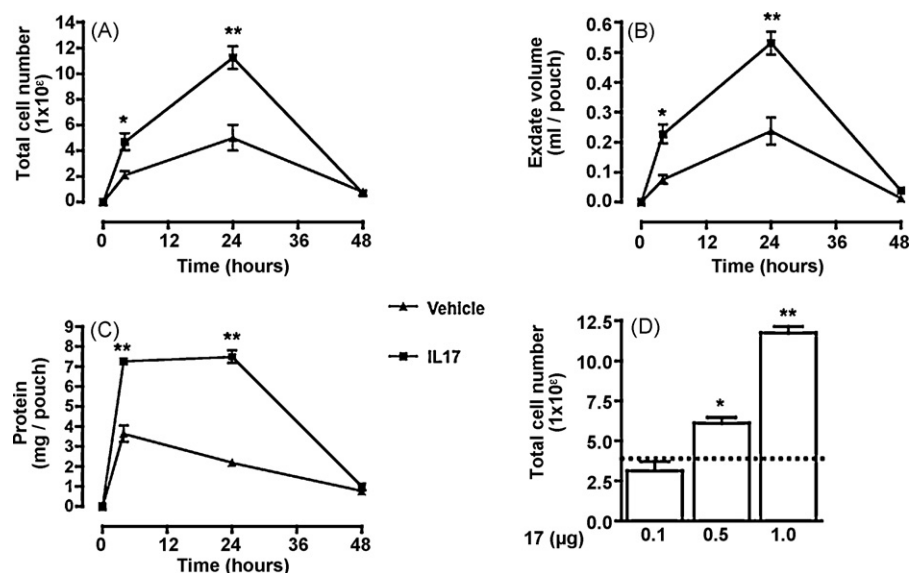 (A)
Total cell number
(1x10ᵋ)
14
12
10
8
6
4
2
0
*
**
0 12 24 36 48
Time (hours)
(B)
Exdate volume
(ml / pouch)
0.6
0.5
0.4
0.3
0.2
0.1
0.0
*
**
0 12 24 36 48
Time (hours)
(C)
Protein
(mg / pouch)
9
8
7
6
5
4
3
2
1
0
**
**
0 12 24 36 48
Time (hours)
Vehicle
IL17
(D)
Total cell number
(1x10ᵋ)
12.5
10.0
7.5
5.0
2.5
0.0
*
**
17 (µg) 0.1 0.5 1.0